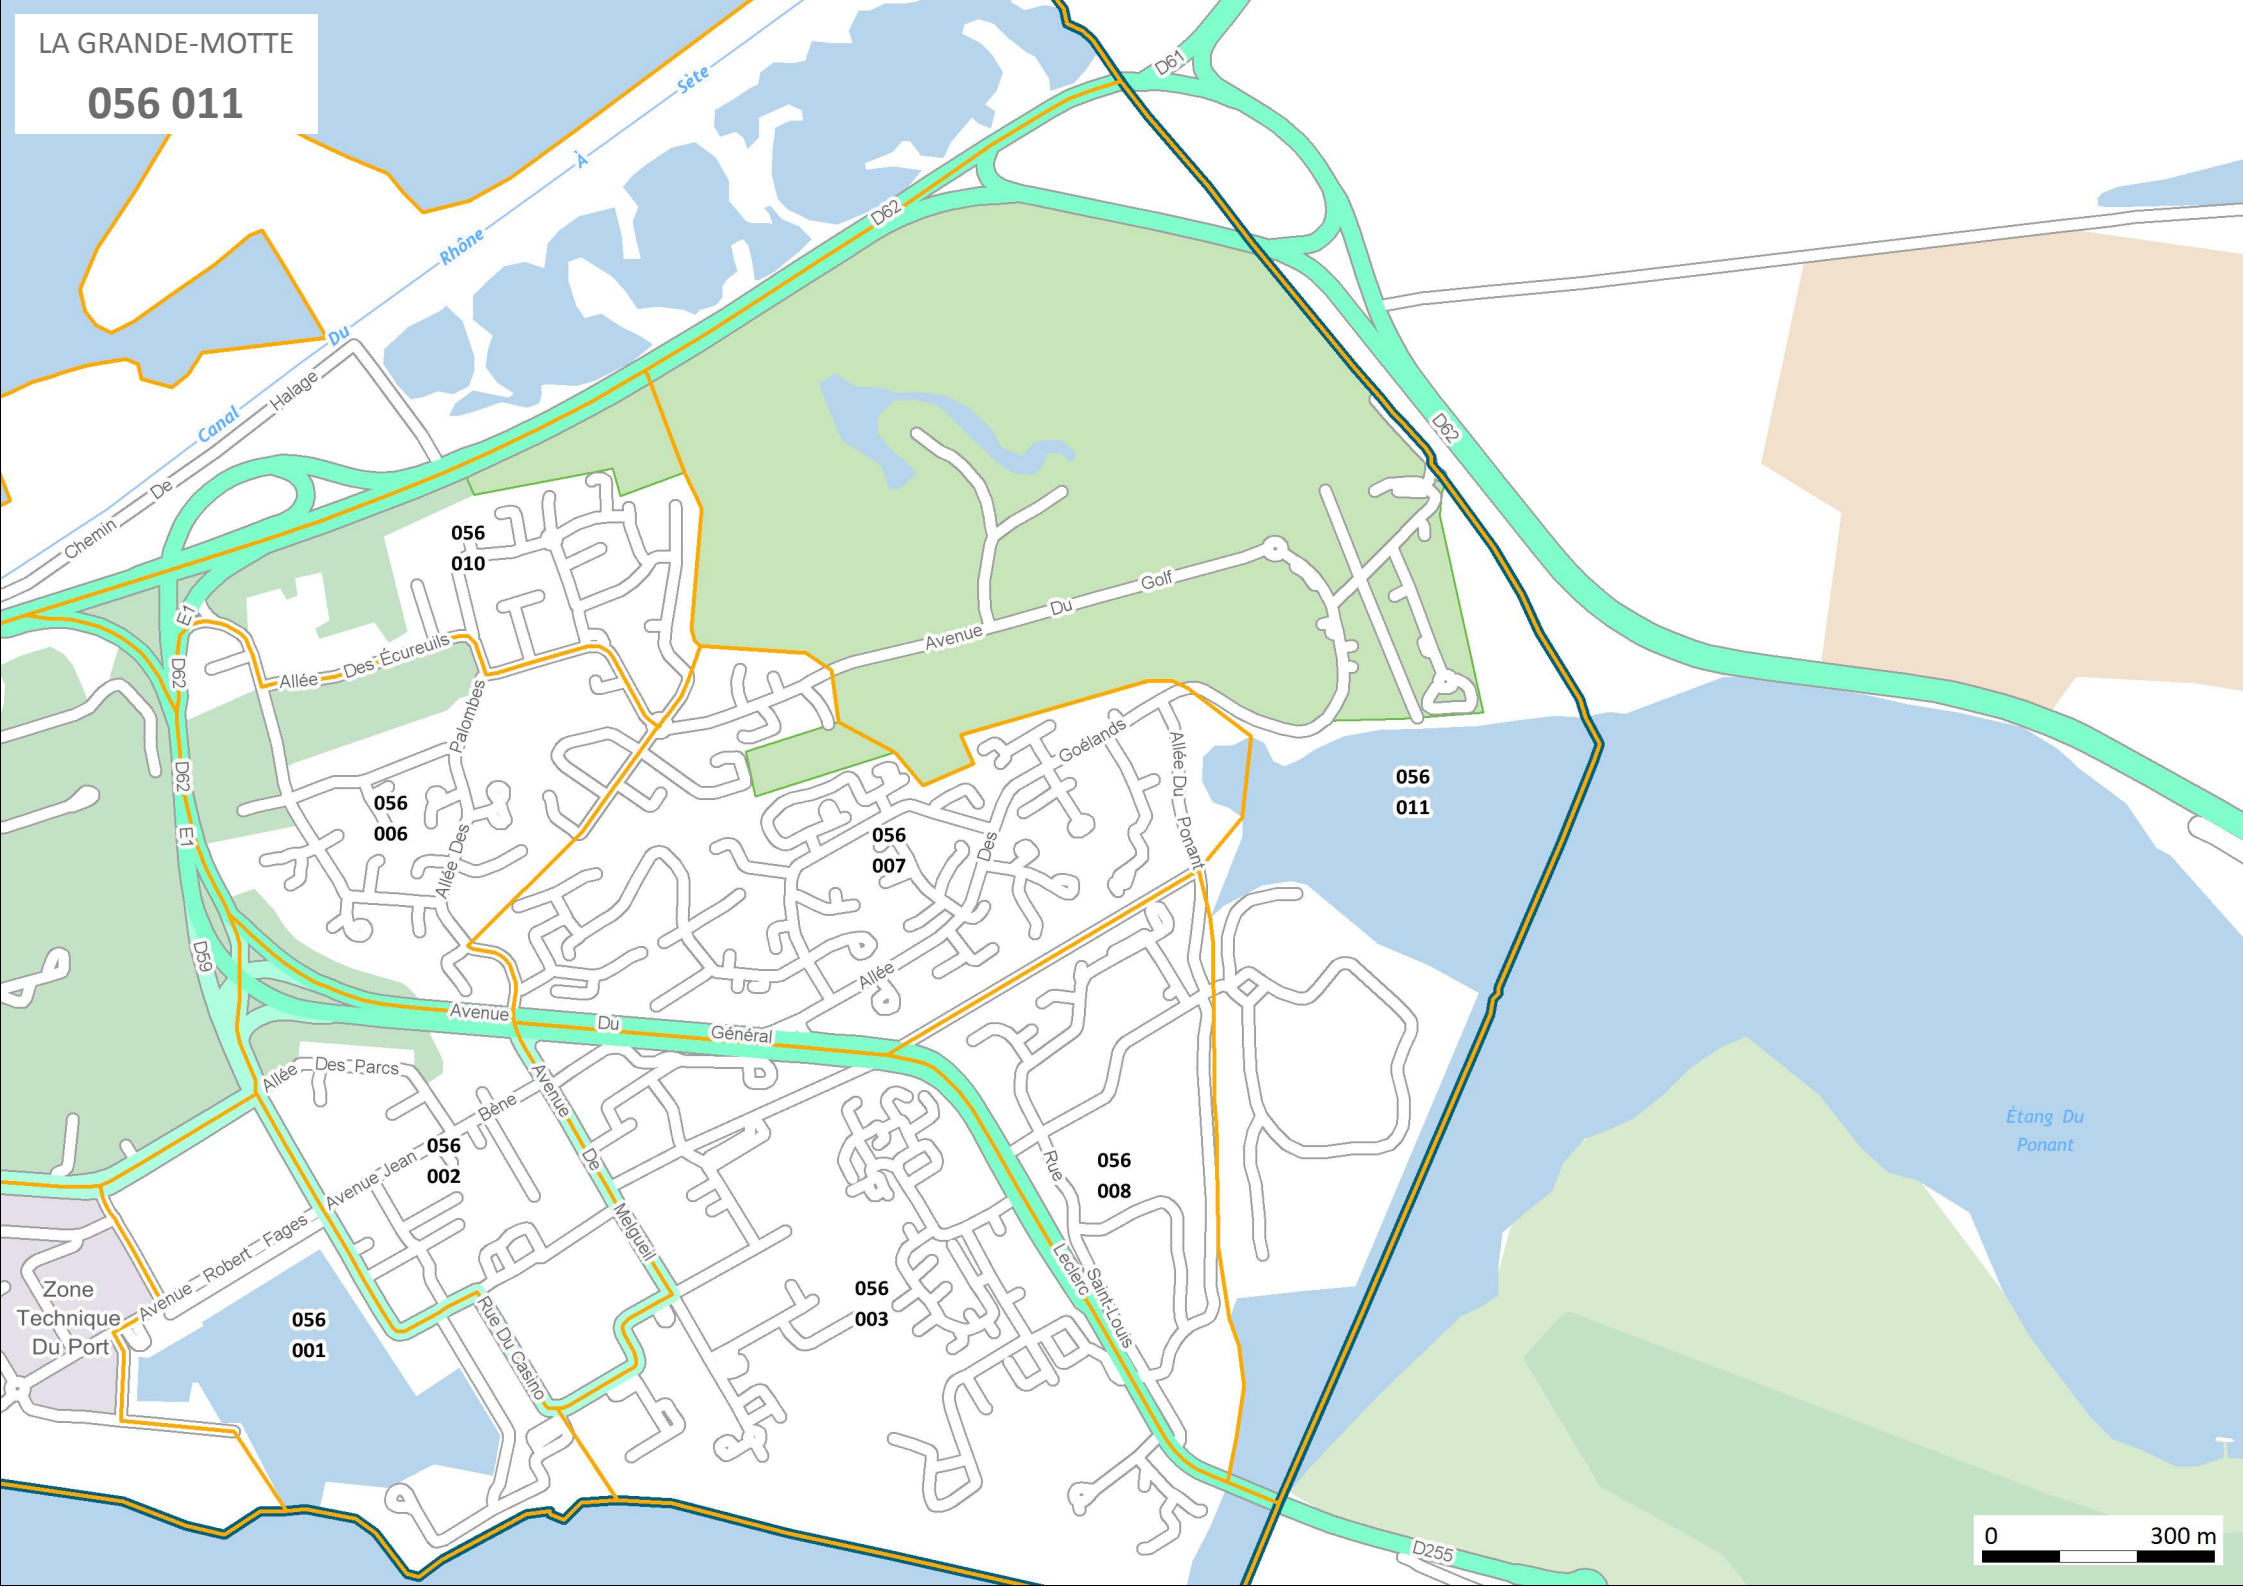 LA GRANDE-MOTTE
056 011
D61
Sète
À
Rhône
Du
Canal
D62
Halage
De
Chemin
D62
056
010
E1
Golf
Du
Avenue
Allée Des Écureuils
D62
Palombes
Goélands
Allée Du Ponant
D62
056
011
056
006
E1
056
007
Des
Allée Des
D59
Allée
Avenue
Du
Général
Allée Des Parcs
Avenue
Bène
Étang Du
Ponant
056
002
De
Rue
056
008
Avenue Jean
Melgueil
Avenue Robert Fages
Leclerc
Saint-Louis
Zone
Technique
Du Port
056
001
056
003
Rue Du Casino
0 300 m
D255